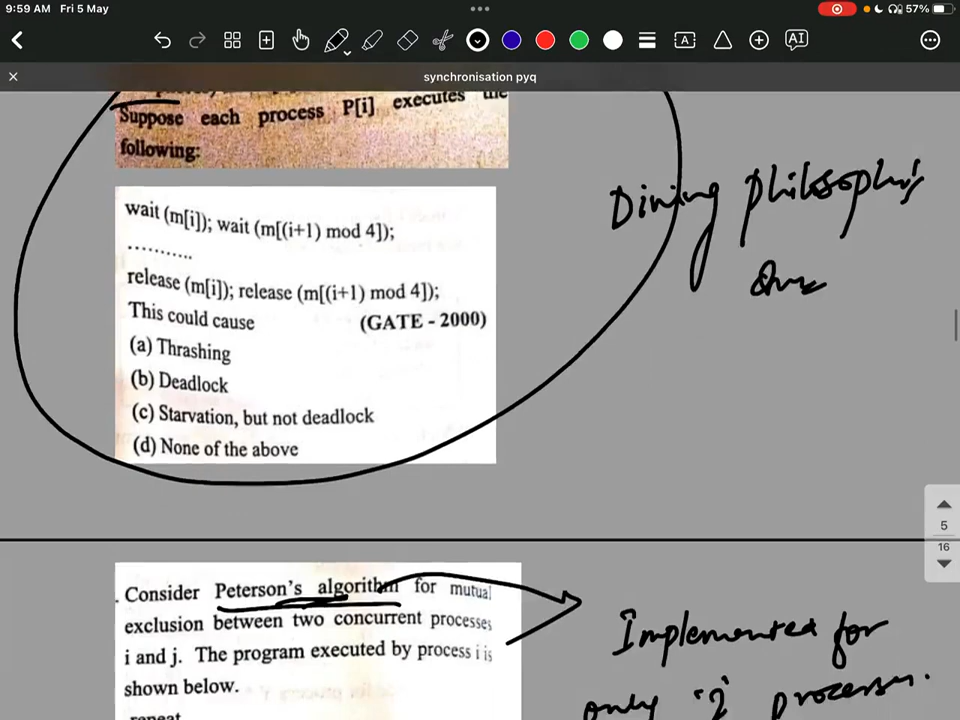 9:59 AM Fri 5 May
57%
synchronisation pyq
Suppose each process P[i] executes the
following:
wait (m[i]); wait (m[(i+1) mod 4]);
...........
release (m[i]); release (m[(i+1) mod 4]);
This could cause (GATE - 2000)
(a) Thrashing
(b) Deadlock
(c) Starvation, but not deadlock
(d) None of the above
Dining philosopher's
5
16
. Consider Peterson's algorithm for mutual
exclusion between two concurrent processes
i and j. The program executed by process i is
shown below.
repeat
Implemented for
only '2' processes.